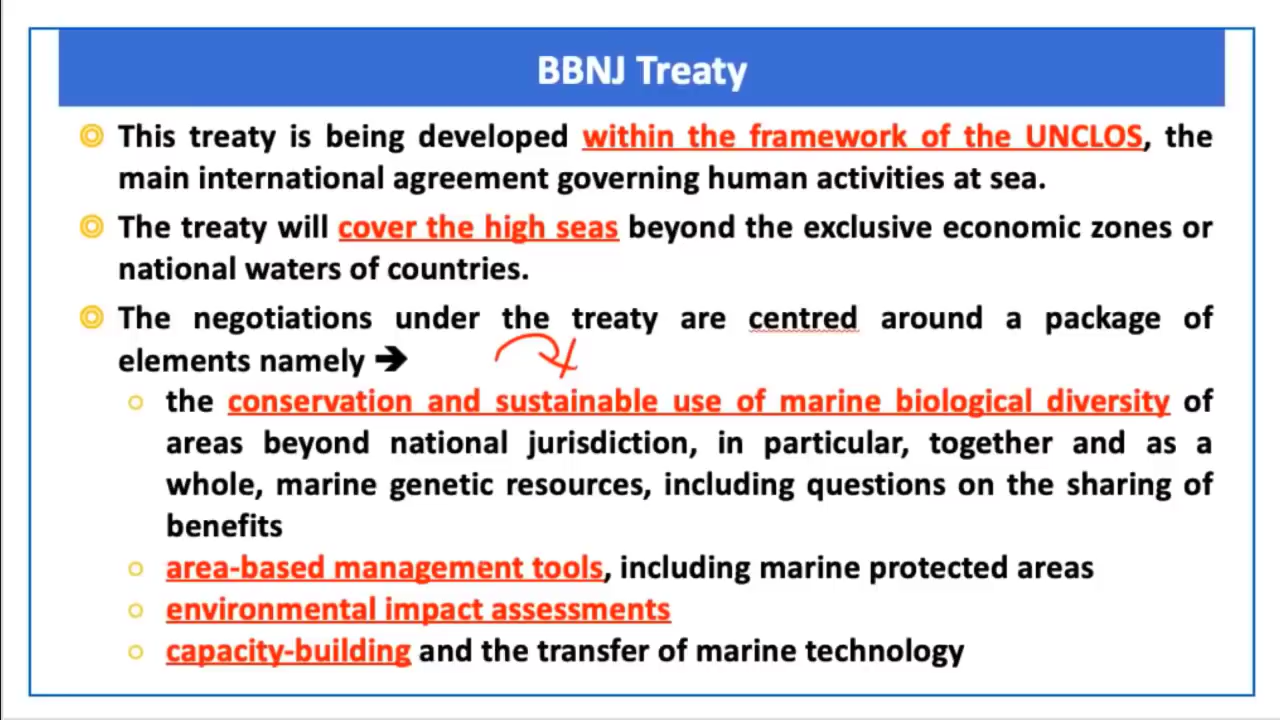 BBNJ Treaty
This treaty is being developed within the framework of the UNCLOS, the
main international agreement governing human activities at sea.
The treaty will cover the high seas beyond the exclusive economic zones or
national waters of countries.
The negotiations under the treaty are centred around a package of
elements namely ➔
the conservation and sustainable use of marine biological diversity of
areas beyond national jurisdiction, in particular, together and as a
whole, marine genetic resources, including questions on the sharing of
benefits
area-based management tools, including marine protected areas
environmental impact assessments
capacity-building and the transfer of marine technology